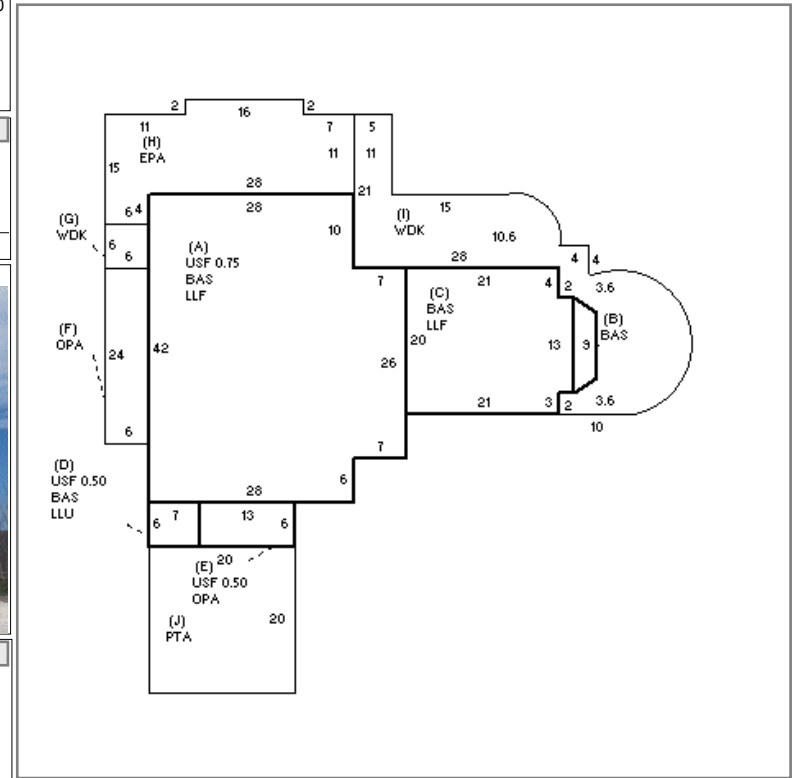 2 16 2
11 7 5
(H)
EPA
11 11
15
28
21
6 4
28
15
(G)
WDK
(I)
WDK
10
10.6
6
6
(A)
USF 0.75
BAS
LLF
28
4 4
7
21
4 2 3.6
(C)
BAS
LLF
(B)
BAS
(F)
OPA
24
42
26
20
13 9
6
21
3 2 3.6
10
7
(D)
USF 0.50
BAS
LLU
28
6
6 7
13 6
20
(E)
USF 0.50
OPA
(J)
PTA
20